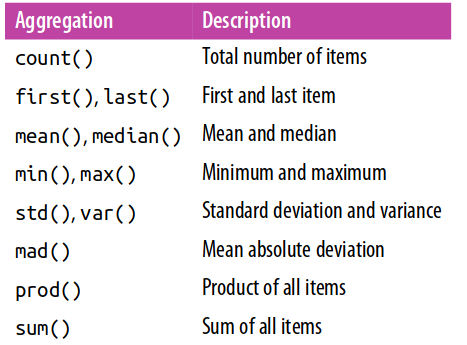 Aggregation Description
count() Total number of items
first(), last() First and last item
mean(), median() Mean and median
min(), max() Minimum and maximum
std(), var() Standard deviation and variance
mad() Mean absolute deviation
prod() Product of all items
sum() Sum of all items